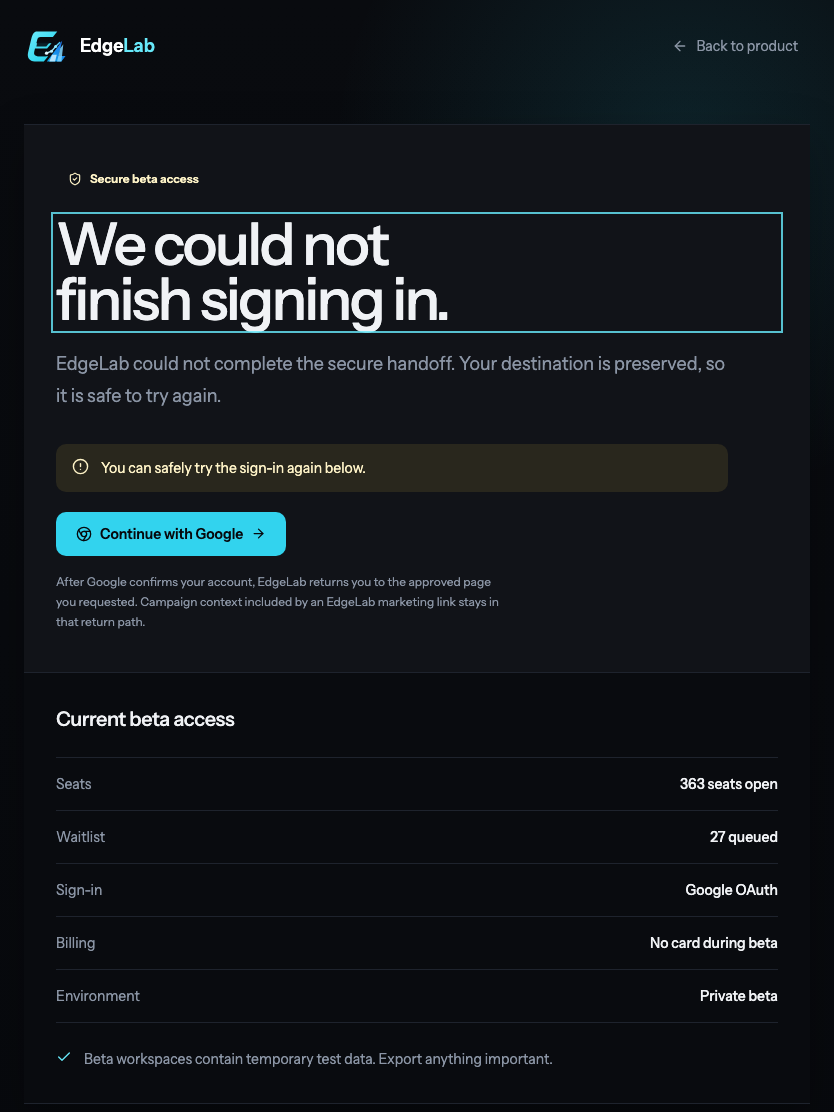 EdgeLab
Back to product
Secure beta access
We could not
finish signing in.
EdgeLab could not complete the secure handoff. Your destination is preserved, so
it is safe to try again.
You can safely try the sign-in again below.
Continue with Google
After Google confirms your account, EdgeLab returns you to the approved page
you requested. Campaign context included by an EdgeLab marketing link stays in
that return path.
Current beta access
Seats 363 seats open
Waitlist 27 queued
Sign-in Google OAuth
Billing No card during beta
Environment Private beta
Beta workspaces contain temporary test data. Export anything important.